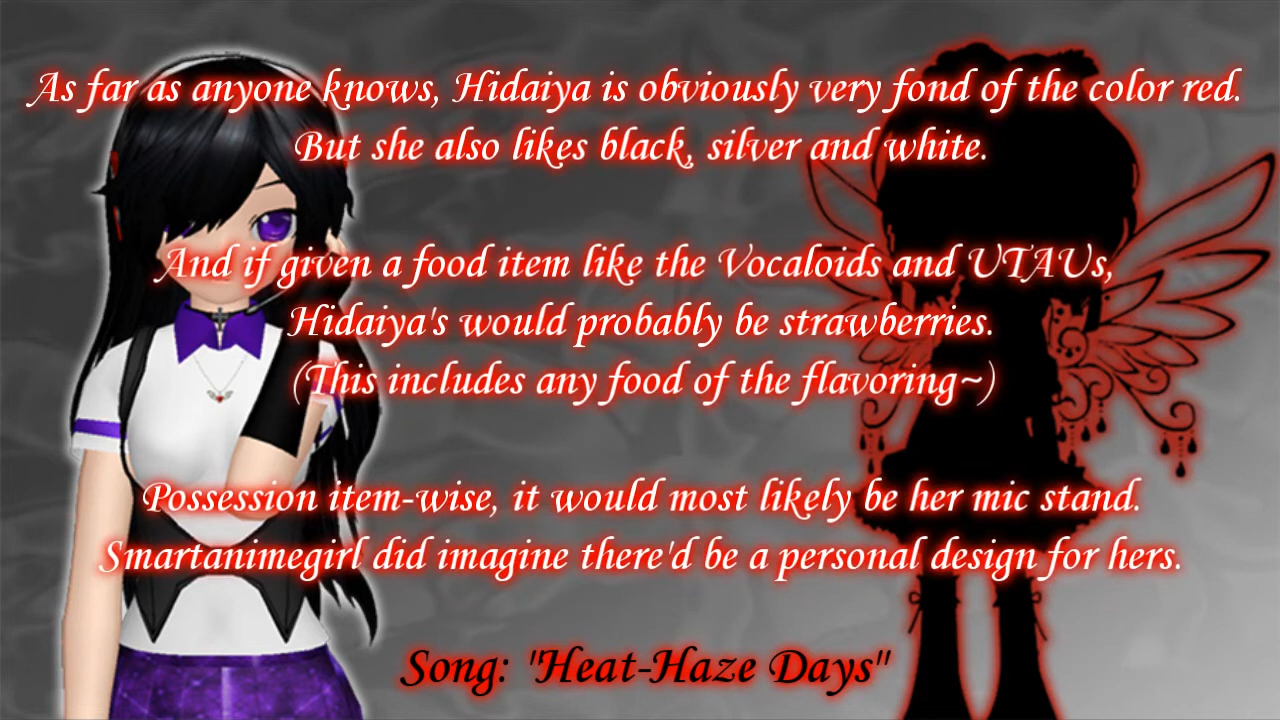 As far as anyone knows, Hidaiya is obviously very fond of the color red.
But she also likes black, silver and white.
And if given a food item like the Vocaloids and UTAUs,
Hidaiya's would probably be strawberries.
(This includes any food of the flavoring~)
Possession item-wise, it would most likely be her mic stand.
Smartanimegirl did imagine there'd be a personal design for hers.
Song: "Heat-Haze Days"